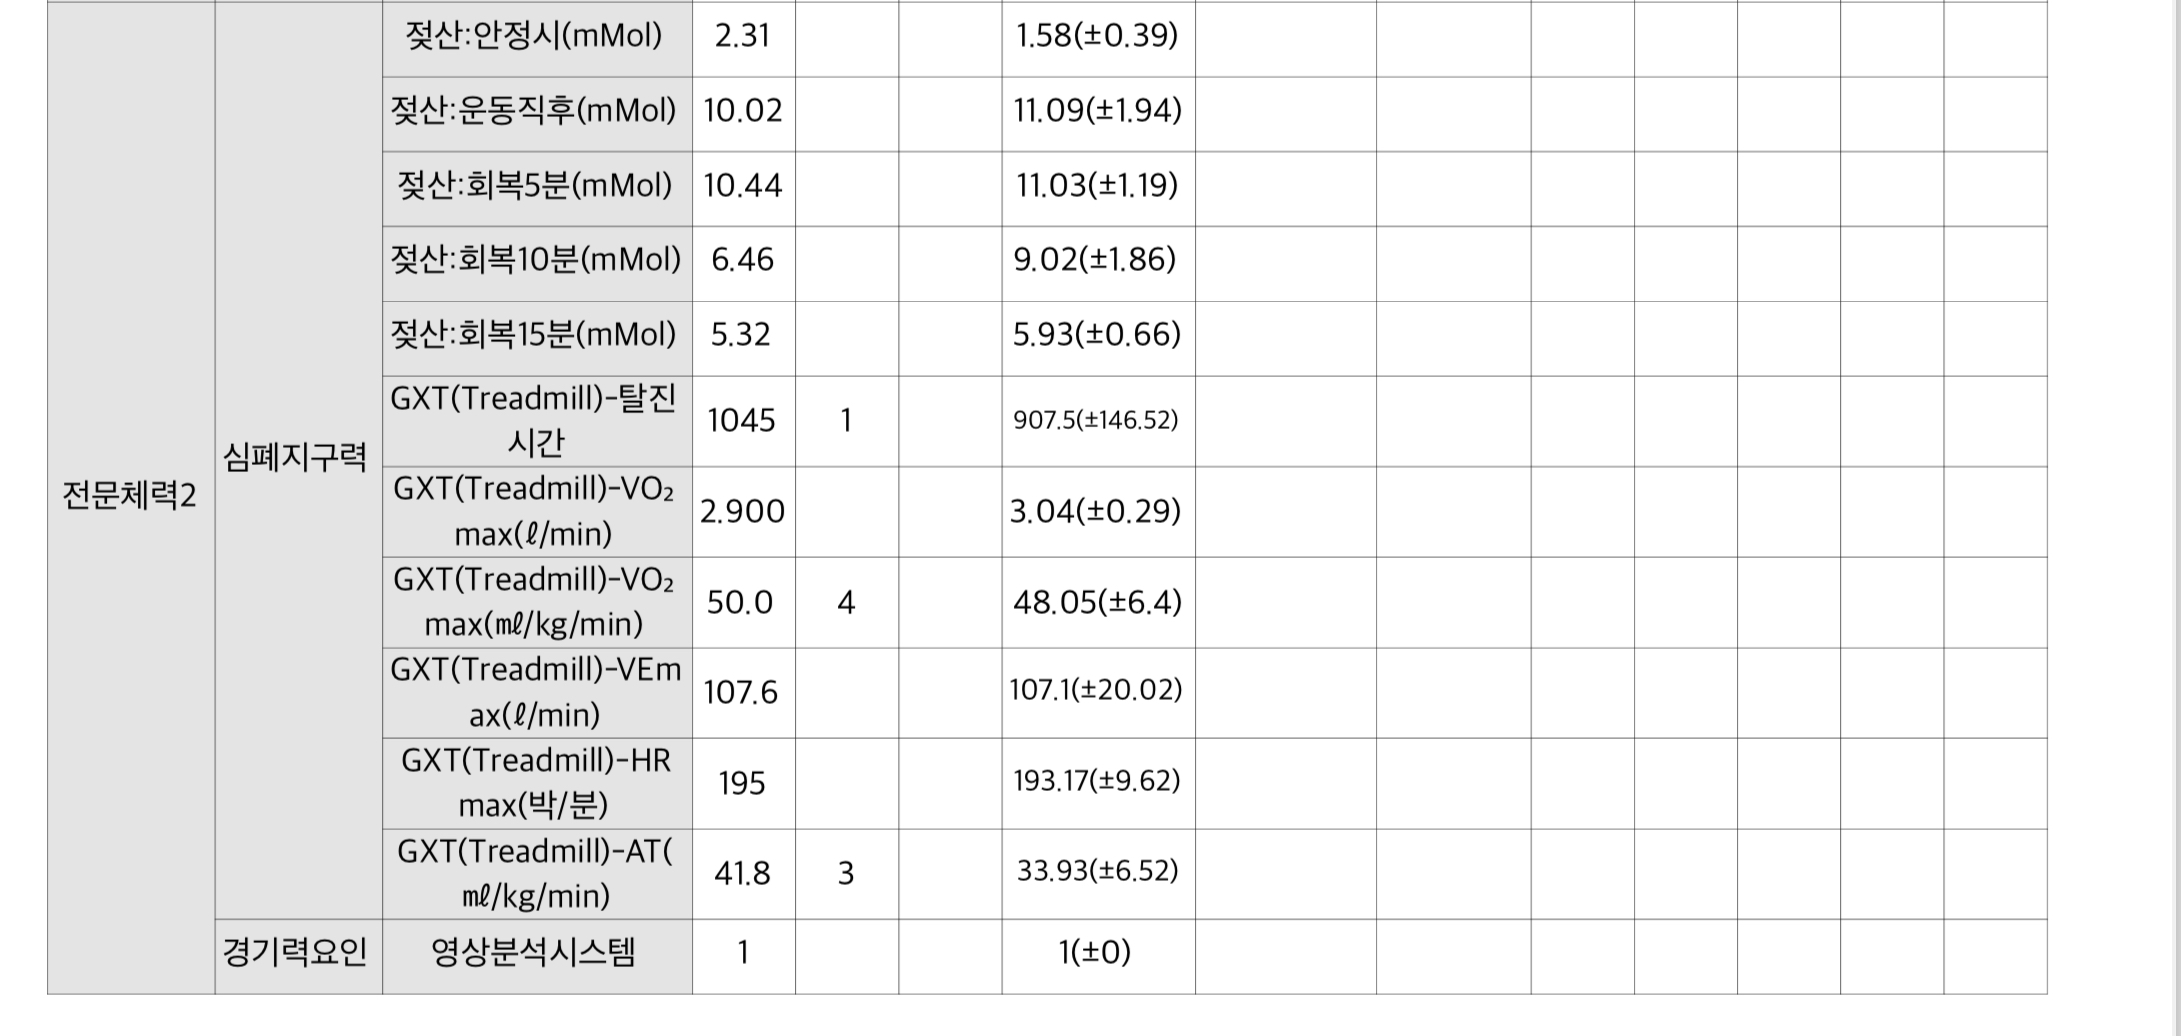 젖산:안정시(mMol) 2.31 1.58(±0.39)
젖산:운동직후(mMol) 10.02 11.09(±1.94)
젖산:회복5분(mMol) 10.44 11.03(±1.19)
젖산:회복10분(mMol) 6.46 9.02(±1.86)
젖산:회복15분(mMol) 5.32 5.93(±0.66)
GXT(Treadmill)-탈진
시간 1045 1 907.5(±146.52)
심폐지구력
전문체력2
GXT(Treadmill)-VO₂
max(ℓ/min) 2.900 3.04(±0.29)
GXT(Treadmill)-VO₂
max(㎖/kg/min) 50.0 4 48.05(±6.4)
GXT(Treadmill)-VEm
ax(ℓ/min) 107.6 107.1(±20.02)
GXT(Treadmill)-HR
max(박/분) 195 193.17(±9.62)
GXT(Treadmill)-AT(
㎖/kg/min) 41.8 3 33.93(±6.52)
경기력요인 영상분석시스템 1 1(±0)